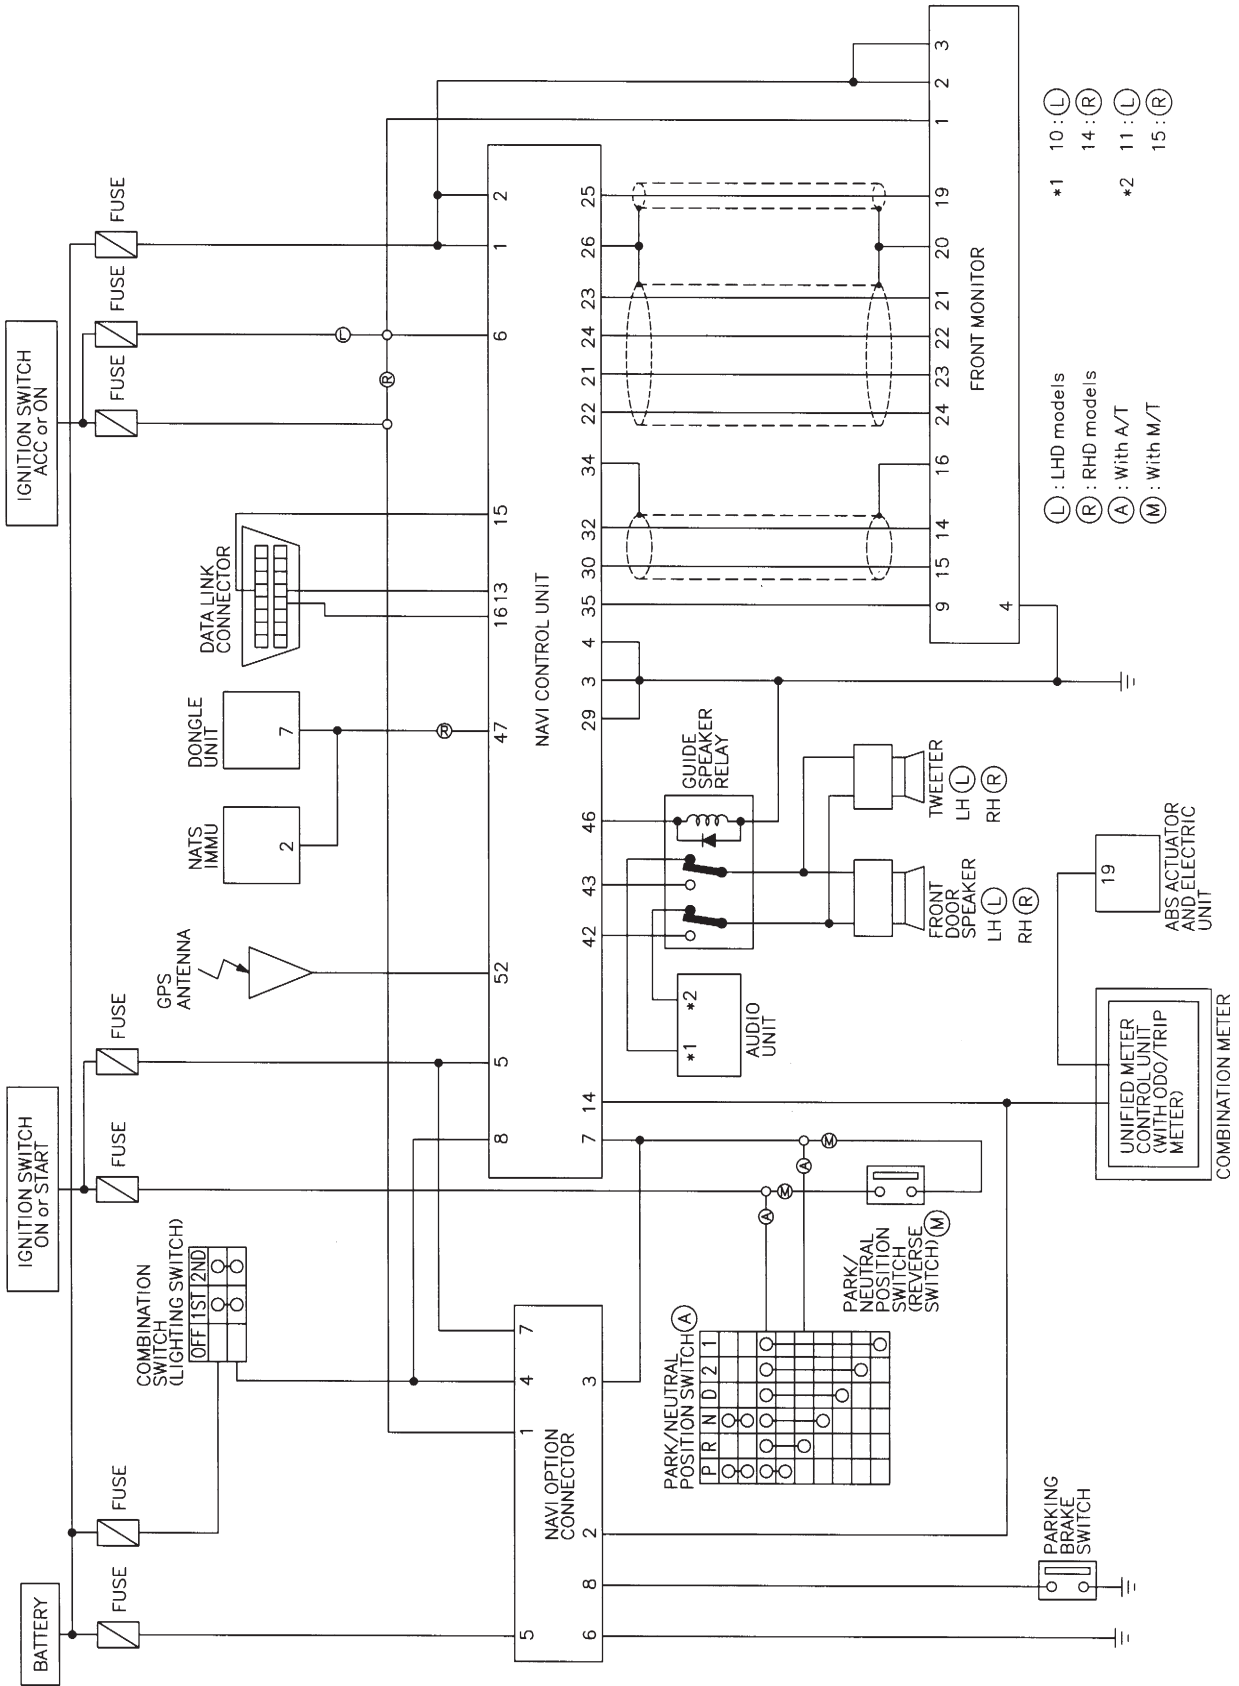 BATTERY
IGNITION SWITCH
ON or START
IGNITION SWITCH
ACC or ON
FUSE
FUSE
FUSE
FUSE
FUSE
FUSE
FUSE
COMBINATION
SWITCH
(LIGHTING SWITCH)
OFF 1ST 2ND
GPS
ANTENNA
NATS
IMMU
2
DONGLE
UNIT
7
DATA LINK
CONNECTOR
L
R
R
5 1 4 7
NAVI OPTION
CONNECTOR
6 8 2 3
8 5 52 47 16 13 15 6 1 2
NAVI CONTROL UNIT
7 14 42 43 46 29 3 4 35 30 32 34 22 21 24 23 26 25
PARK/NEUTRAL
POSITION SWITCH A
P R N D 2 1
A
M
A
M
PARK/
NEUTRAL
POSITION
SWITCH
(REVERSE
SWITCH) M
*1 *2
AUDIO
UNIT
GUIDE
SPEAKER
RELAY
FRONT
DOOR
SPEAKER
LH L
RH R
TWEETER
LH L
RH R
9 15 14 16 24 23 22 21 20 19 1 2 3
FRONT MONITOR
4
PARKING
BRAKE
SWITCH
UNIFIED METER
CONTROL UNIT
(WITH ODO/TRIP
METER)
COMBINATION METER
19
ABS ACTUATOR
AND ELECTRIC
UNIT
L : LHD models
R : RHD models
A : With A/T
M : With M/T
*1 10 : L
14 : R
*2 11 : L
15 : R